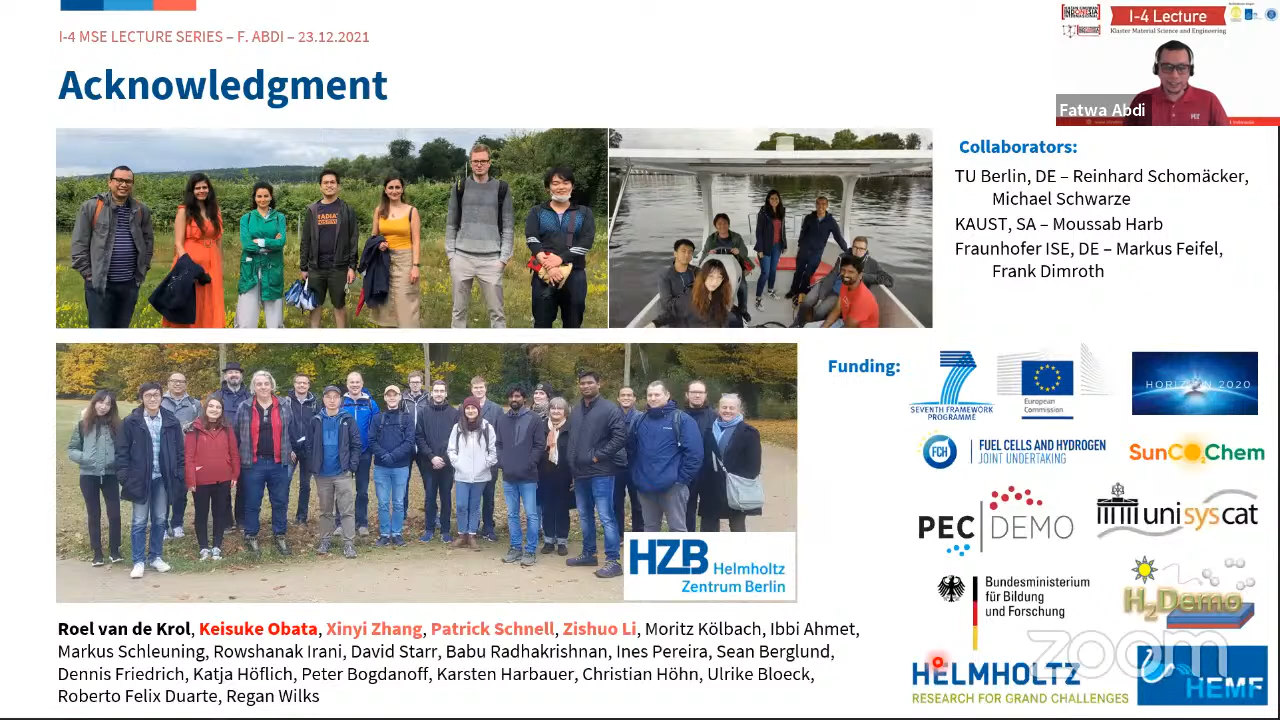 I-4 MSE LECTURE SERIES – F. ABDI – 23.12.2021
I-4 Lecture
Klaster Material Science and Engineering
Fatwa Abdi
Acknowledgment
Collaborators:
TU Berlin, DE – Reinhard Schomäcker,
Michael Schwarze
KAUST, SA – Moussab Harb
Fraunhofer ISE, DE – Markus Feifel,
Frank Dimroth
Funding:
SEVENTH FRAMEWORK
PROGRAMME
European
Commission
HORIZON 2020
FCH
FUEL CELLS AND HYDROGEN
JOINT UNDERTAKING
SunCO2Chem
PEC DEMO
unisyscat
Bundesministerium
für Bildung
und Forschung
H2Demo
HZB Helmholtz
Zentrum Berlin
zoom
HELMHOLTZ
RESEARCH FOR GRAND CHALLENGES
HEMF
Roel van de Krol, Keisuke Obata, Xinyi Zhang, Patrick Schnell, Zishuo Li, Moritz Kölbach, Ibbi Ahmet,
Markus Schleuning, Rowshanak Irani, David Starr, Babu Radhakrishnan, Ines Pereira, Sean Berglund,
Dennis Friedrich, Katja Höflich, Peter Bogdanoff, Karsten Harbauer, Christian Höhn, Ulrike Bloeck,
Roberto Felix Duarte, Regan Wilks